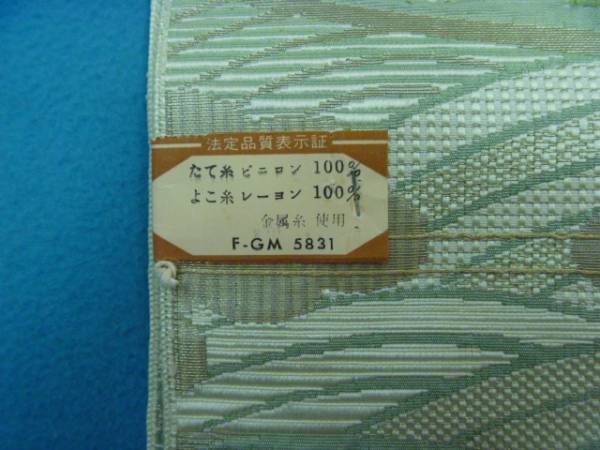 法定品質表示証
たて糸 ビニロン 100%
よこ糸 レーヨン 100%
金属糸 使用
F-GM 5831